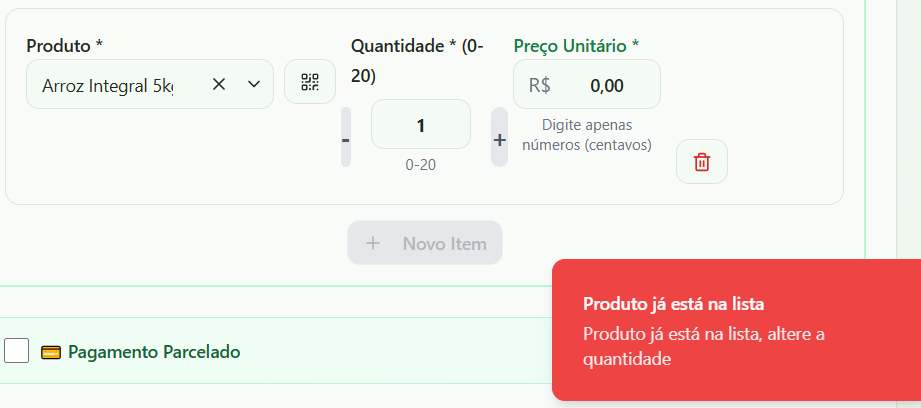 Produto *
Arroz Integral 5k
Quantidade * (0-
20)
-
1
+
0-20
Preço Unitário *
R$ 0,00
Digite apenas
números (centavos)
+ Novo Item
Produto já está na lista
Produto já está na lista, altere a
quantidade
Pagamento Parcelado